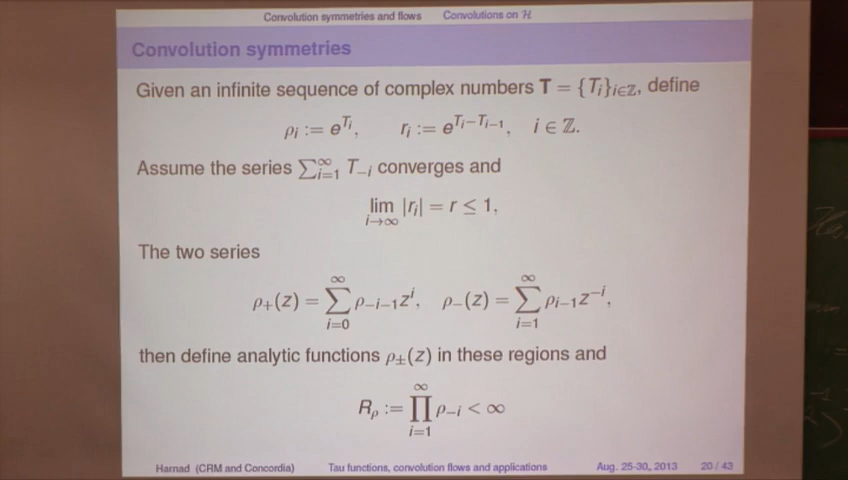 Convolution symmetries and flows Convolutions on ℋ
Convolution symmetries
Given an infinite sequence of complex numbers T = {T_i}_{i∈ℤ}, define
ρ_i := e^{T_i}, r_i := e^{T_i−T_{i−1}}, i ∈ ℤ.
Assume the series ∑_{i=1}^∞ T_{−i} converges and
lim_{i→∞} |r_i| = r ≤ 1,
The two series
ρ_+(z) = ∑_{i=0}^∞ ρ_{−i−1}z^i, ρ_−(z) = ∑_{i=1}^∞ ρ_{i−1}z^{−i},
then define analytic functions ρ_±(z) in these regions and
R_ρ := ∏_{i=1}^∞ ρ_{−i} < ∞
Harnad (CRM and Concordia) Tau functions, convolution flows and applications Aug. 25-30, 2013 20 / 43